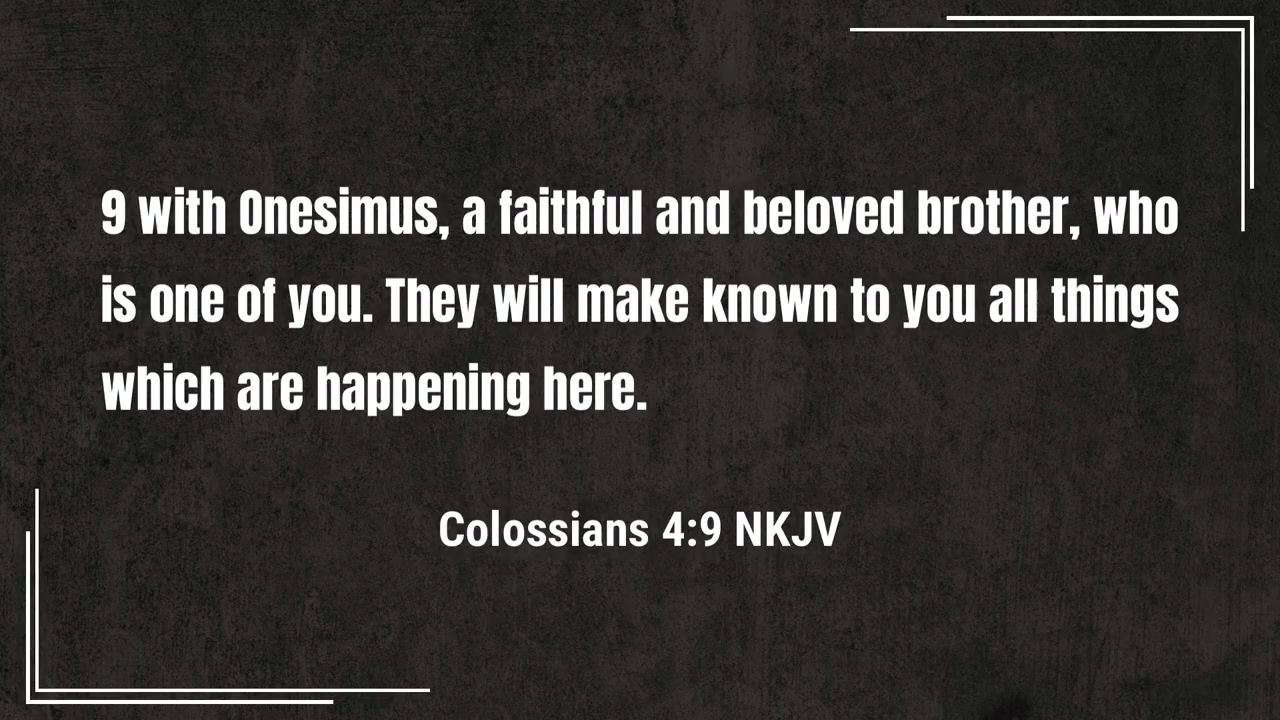 9 with Onesimus, a faithful and beloved brother, who
is one of you. They will make known to you all things
which are happening here.
Colossians 4:9 NKJV